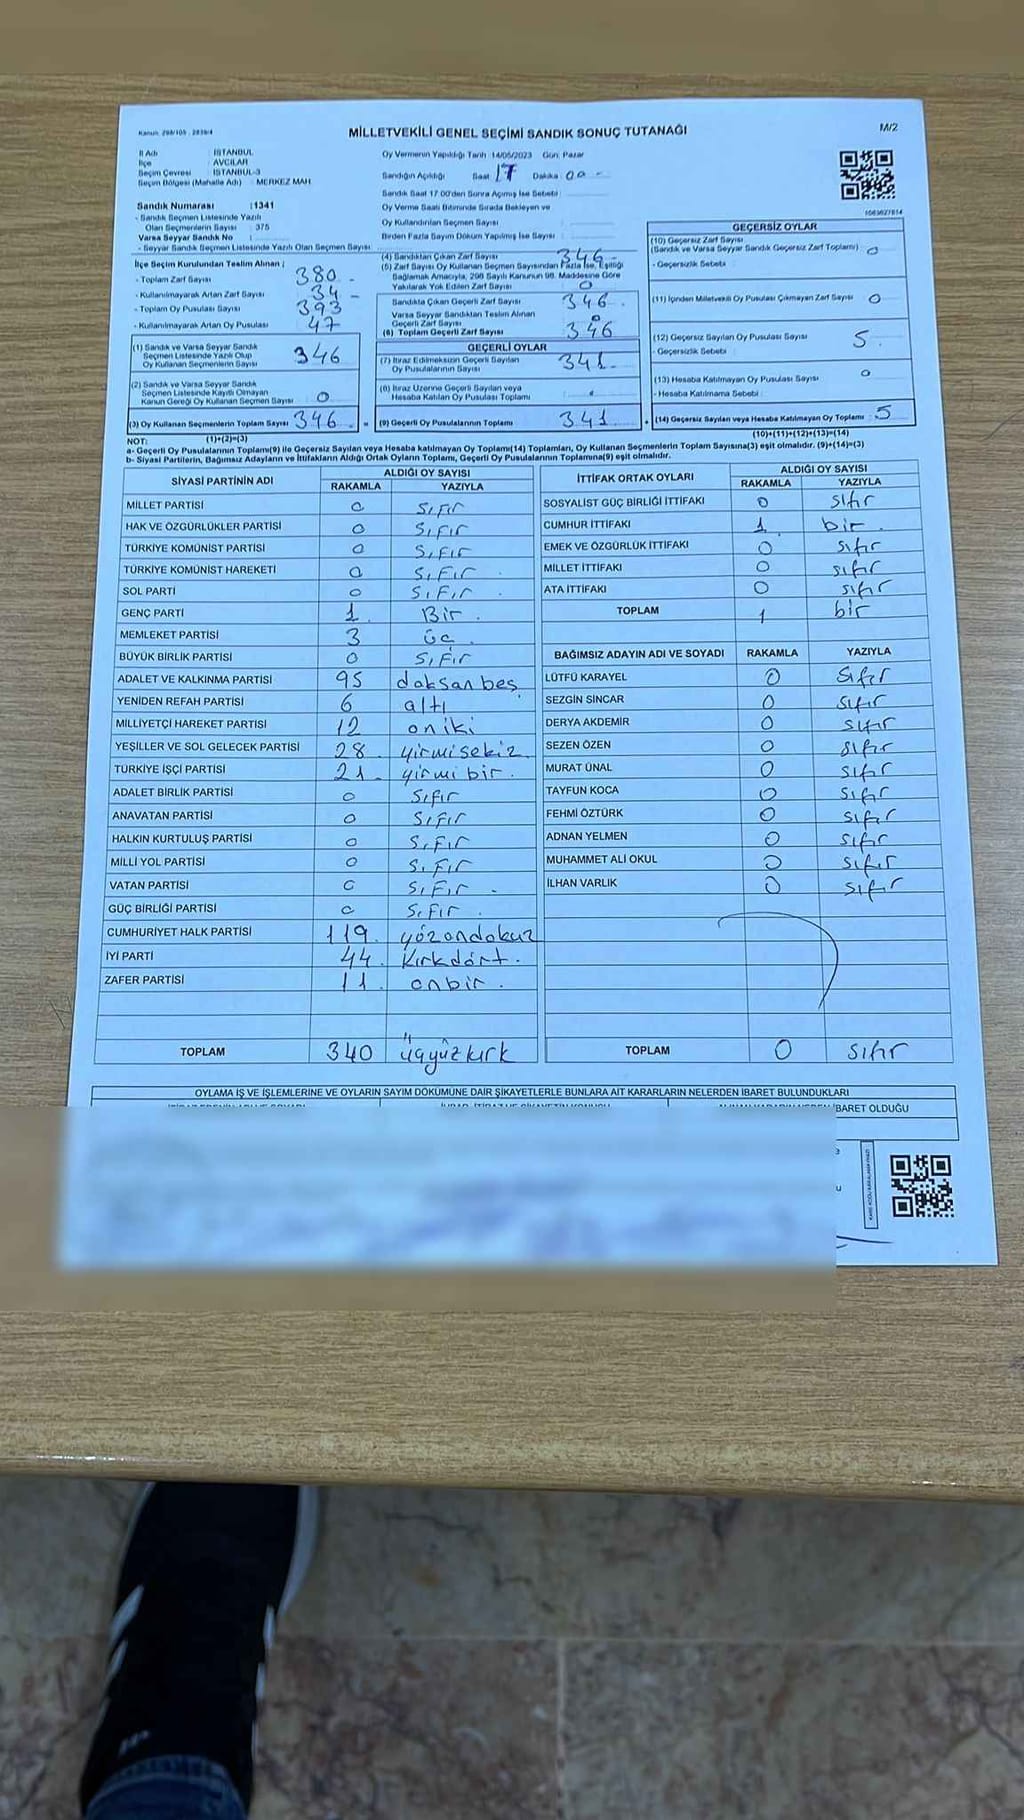 Kanun: 298/105 - 2839/4
MİLLETVEKİLİ GENEL SEÇİMİ SANDIK SONUÇ TUTANAĞI
M/2
İl Adı : İSTANBUL
İlçe : AVCILAR
Seçim Çevresi : İSTANBUL-3
Seçim Bölgesi (Mahalle Adı) : MERKEZ MAH
Sandık Numarası : 1341
- Sandık Seçmen Listesinde Yazılı
Olan Seçmenlerin Sayısı : 375
Varsa Seyyar Sandık No :
- Seyyar Sandık Seçmen Listesinde Yazılı Olan Seçmen Sayısı:
Oy Vermenin Yapıldığı Tarih :14/05/2023 Gün: Pazar
Sandığın Açıldığı Saat 17 Dakika 00
Sandık Saat 17.00'den Sonra Açımış İse Sebebi :
Oy Verme Saati Bitiminde Sırada Bekleyen ve
Oy Kullandırılan Seçmen Sayısı :
Birden Fazla Sayım Döküm Yapılmış İse Sayısı :
İlçe Seçim Kurulundan Teslim Alınan ;
- Toplam Zarf Sayısı 380
- Kullanılmayarak Artan Zarf Sayısı 34
- Toplam Oy Pusulası Sayısı 393
- Kullanılmayarak Artan Oy Pusulası 47
(1) Sandık ve Varsa Seyyar Sandık
Seçmen Listesinde Yazılı Olup
Oy Kullanan Seçmenlerin Sayısı 346
(2) Sandık ve Varsa Seyyar Sandık
Seçmen Listesinde Kayıtlı Olmayan
Kanun Gereği Oy Kullanan Seçmen Sayısı 0
(3) Oy Kullanan Seçmenlerin Toplam Sayısı 346
(4) Sandıktan Çıkan Zarf Sayısı 346
(5) Zarf Sayısı Oy Kullanan Seçmen Sayısından Fazla İse, Eşitliği
Sağlamak Amacıyla, 298 Sayılı Kanunun 98. Maddesine Göre
Yakılarak Yok Edilen Zarf Sayısı : 0
Sandıkta Çıkan Geçerli Zarf Sayısı 346
Varsa Seyyar Sandıktan Teslim Alınan
Geçerli Zarf Sayısı 0
(6) Toplam Geçerli Zarf Sayısı 346
GEÇERLİ OYLAR
(7) İtiraz Edilmeksizin Geçerli Sayılan
Oy Pusulalarının Sayısı 341
(8) İtiraz Üzerine Geçerli Sayılan veya
Hesaba Katılan Oy Pusulası Toplamı
(9) Geçerli Oy Pusulalarının Toplamı 341
1083627814
GEÇERSİZ OYLAR
(10) Geçersiz Zarf Sayısı
(Sandık ve Varsa Seyyar Sandık Geçersiz Zarf Toplamı) 0
- Geçersizlik Sebebi :
(11) İçinden Milletvekili Oy Pusulası Çıkmayan Zarf Sayısı 0
(12) Geçersiz Sayılan Oy Pusulası Sayısı 5
- Geçersizlik Sebebi :
(13) Hesaba Katılmayan Oy Pusulası Sayısı 0
- Hesaba Katılmama Sebebi :
(14) Geçersiz Sayılan veya Hesaba Katılmayan Oy Toplamı 5
NOT: (1)+(2)=(3) (10)+(11)+(12)+(13)=(14)
a- Geçerli Oy Pusulalarının Toplamı(9) ile Geçersiz Sayılan veya Hesaba katılmayan Oy Toplamı(14) Toplamları, Oy Kullanan Seçmenlerin Toplam Sayısına(3) eşit olmalıdır. (9)+(14)=(3)
b- Siyasi Partilerin, Bağımsız Adayların ve İttifakların Aldığı Ortak Oyların Toplamı, Geçerli Oy Pusulalarının Toplamına(9) eşit olmalıdır.
SİYASİ PARTİNİN ADI ALDIĞI OY SAYISI
RAKAMLA YAZIYLA
MİLLET PARTİSİ 0 sıfır
HAK VE ÖZGÜRLÜKLER PARTİSİ 0 sıfır
TÜRKİYE KOMÜNİST PARTİSİ 0 sıfır
TÜRKİYE KOMÜNİST HAREKETİ 0 sıfır
SOL PARTİ 0 sıfır
GENÇ PARTİ 1 Bir
MEMLEKET PARTİSİ 3 üç
BÜYÜK BİRLİK PARTİSİ 0 sıfır
ADALET VE KALKINMA PARTİSİ 95 doksanbeş
YENİDEN REFAH PARTİSİ 6 altı
MİLLİYETÇİ HAREKET PARTİSİ 12 oniki
YEŞİLLER VE SOL GELECEK PARTİSİ 28 yirmisekiz
TÜRKİYE İŞÇİ PARTİSİ 21 yirmi bir
ADALET BİRLİK PARTİSİ 0 sıfır
ANAVATAN PARTİSİ 0 sıfır
HALKIN KURTULUŞ PARTİSİ 0 sıfır
MİLLİ YOL PARTİSİ 0 sıfır
VATAN PARTİSİ 0 sıfır
GÜÇ BİRLİĞİ PARTİSİ 0 sıfır
CUMHURİYET HALK PARTİSİ 119 yözondokuz
İYİ PARTİ 44 Kırkdört
ZAFER PARTİSİ 11 onbir
TOPLAM 340 üçyüzkırk
İTTİFAK ORTAK OYLARI ALDIĞI OY SAYISI
RAKAMLA YAZIYLA
SOSYALİST GÜÇ BİRLİĞİ İTTİFAKI 0 sıfır
CUMHUR İTTİFAKI 1 bir
EMEK VE ÖZGÜRLÜK İTTİFAKI 0 sıfır
MİLLET İTTİFAKI 0 sıfır
ATA İTTİFAKI 0 sıfır
TOPLAM 1 bir
BAĞIMSIZ ADAYIN ADI VE SOYADI RAKAMLA YAZIYLA
LÜTFÜ KARAYEL 0 sıfır
SEZGİN SİNCAR 0 sıfır
DERYA AKDEMİR 0 sıfır
SEZEN ÖZEN 0 sıfır
MURAT ÜNAL 0 sıfır
TAYFUN KOCA 0 sıfır
FEHMİ ÖZTÜRK 0 sıfır
ADNAN YELMEN 0 sıfır
MUHAMMET ALİ OKUL 0 sıfır
İLHAN VARLIK 0 sıfır
TOPLAM 0 sıfır
OYLAMA İŞ VE İŞLEMLERİNE VE OYLARIN SAYIM DÖKÜMÜNE DAİR ŞİKAYETLERLE BUNLARA AİT KARARLARIN NELERDEN İBARET BULUNDUKLARI
İBARET OLDUĞU